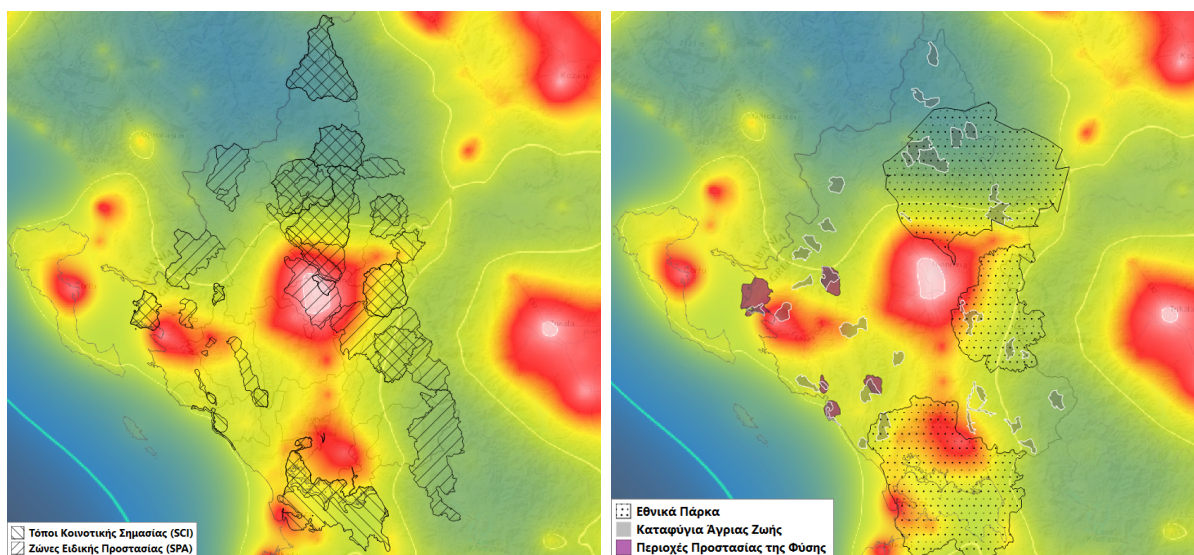 Τόποι Κοινοτικής Σημασίας (SCI)
Ζώνες Ειδικής Προστασίας (SPA)
Εθνικά Πάρκα
Καταφύγια Άγριας Ζωής
Περιοχές Προστασίας της Φύσης